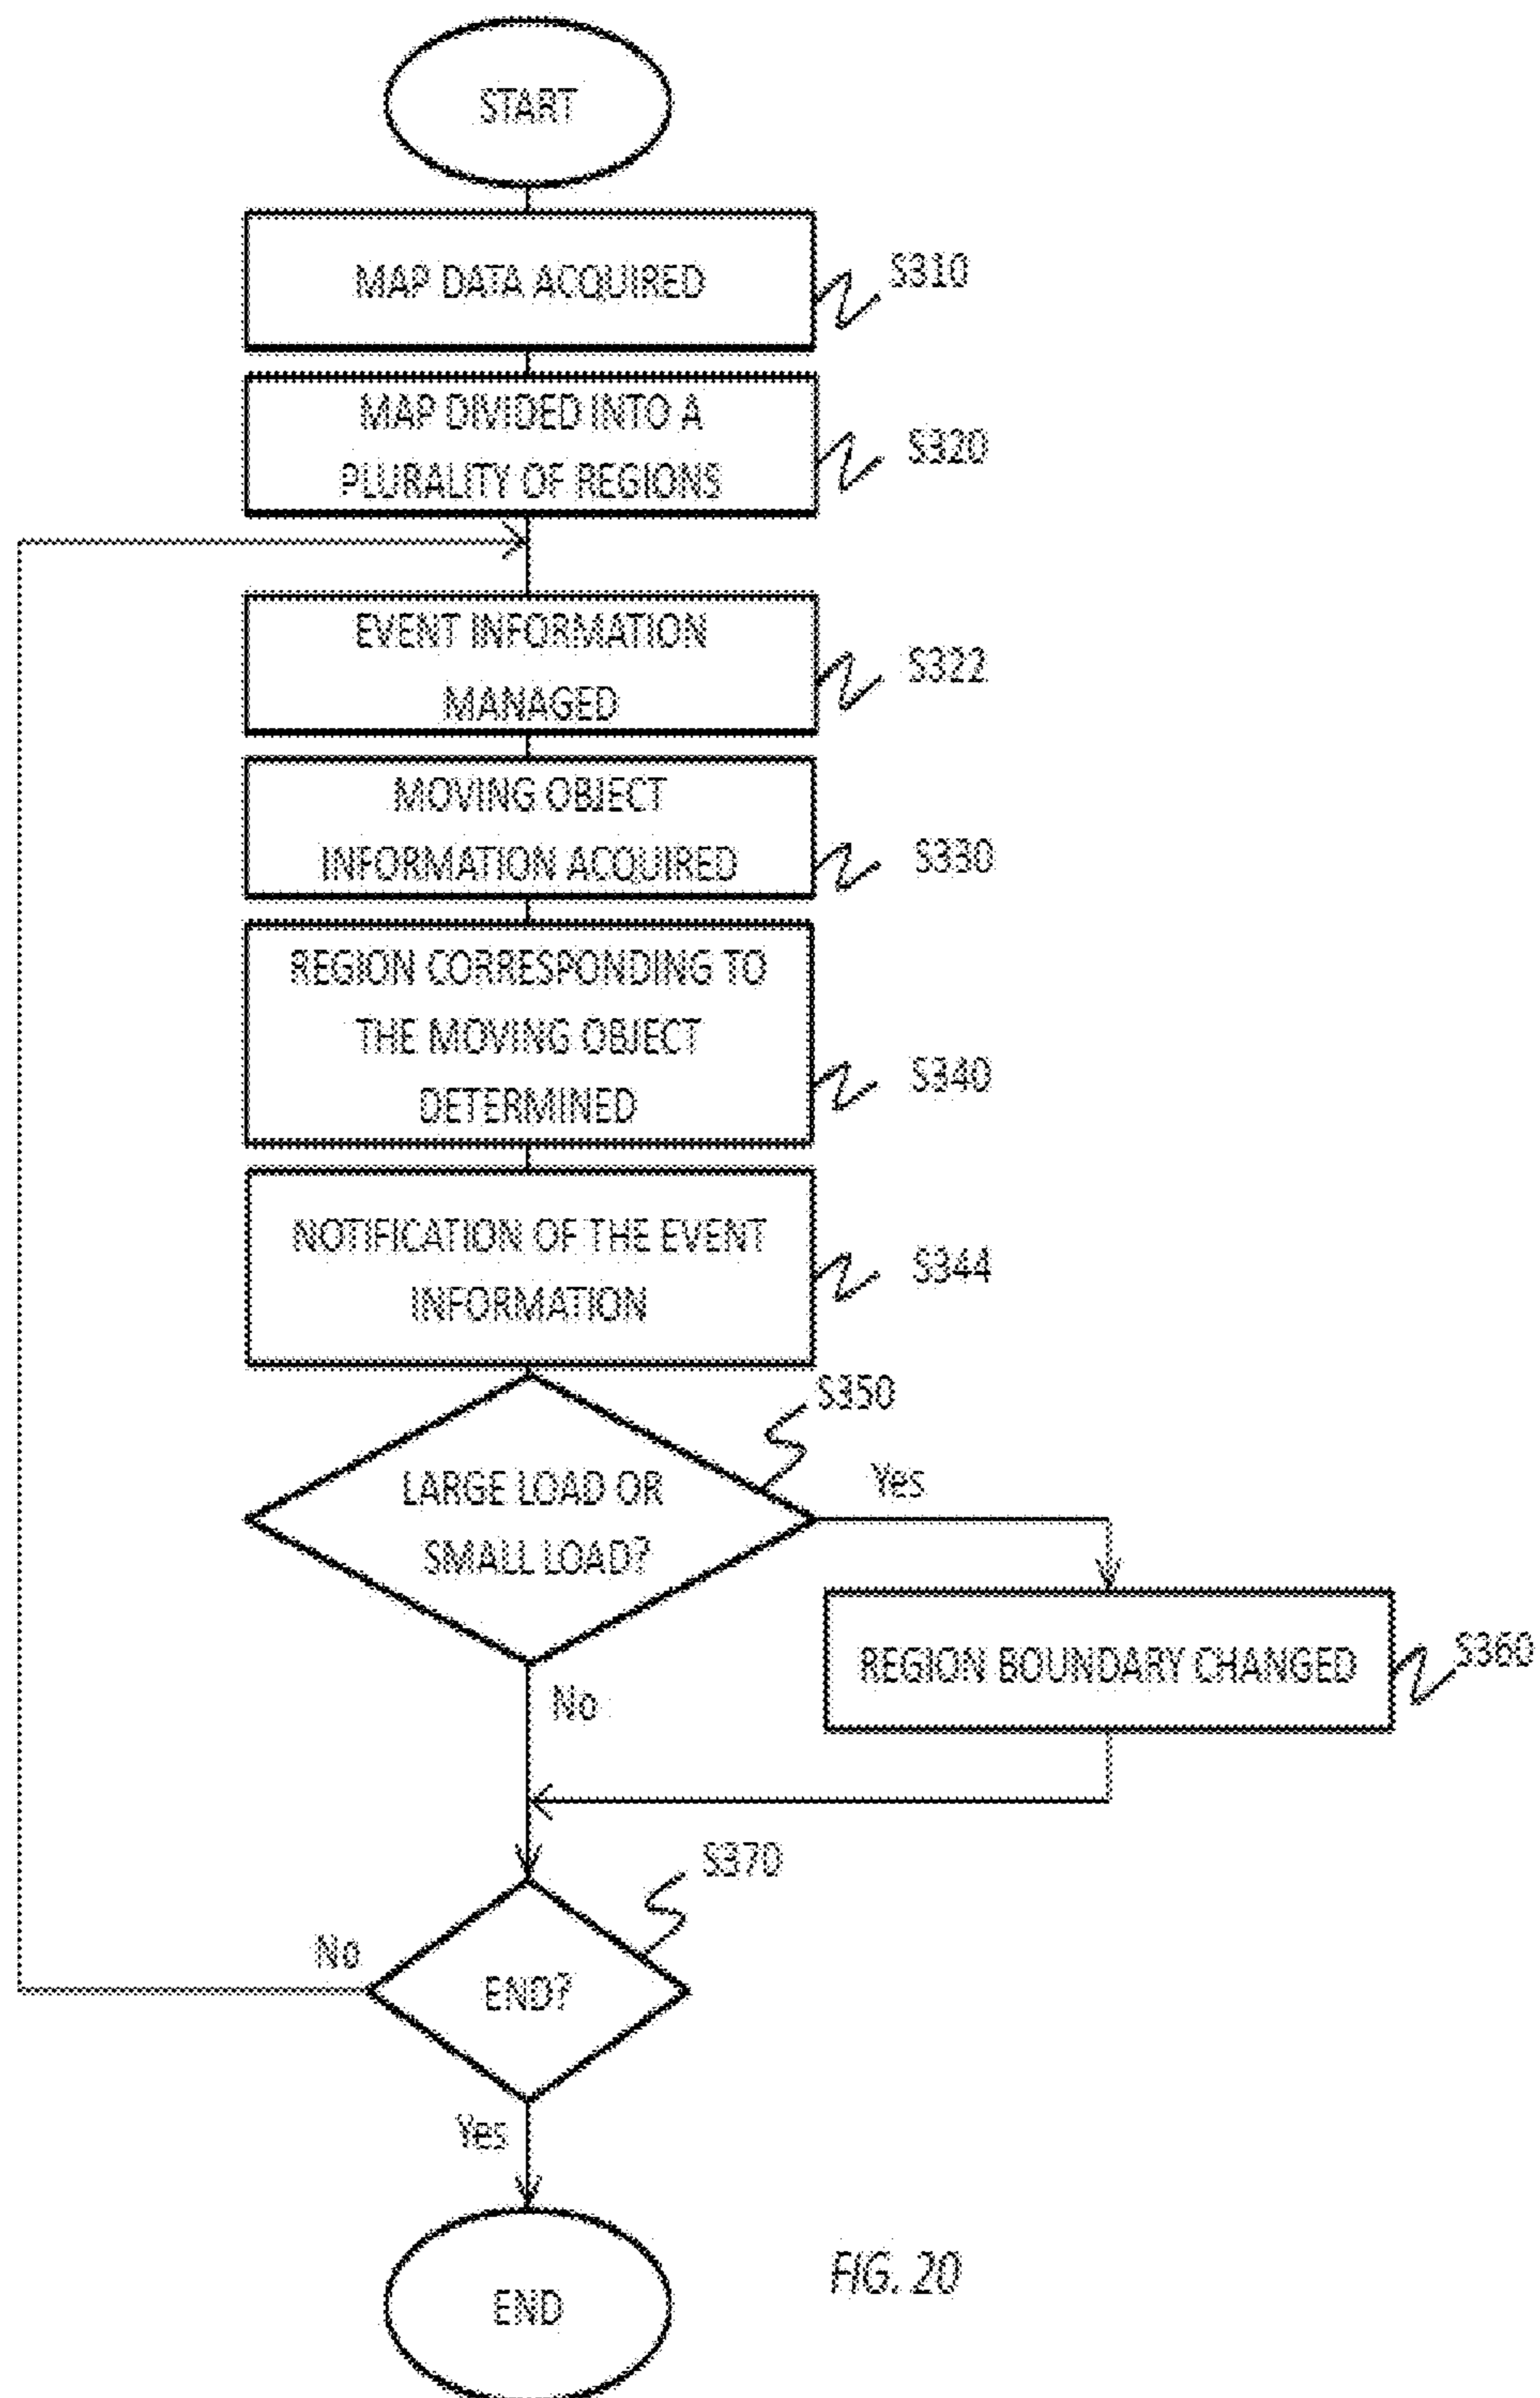 START
MAP DATA ACQUIRED
S310
MAP DIVIDED INTO A
PLURALITY OF REGIONS
S320
EVENT INFORMATION
MANAGED
S322
MOVING OBJECT
INFORMATION ACQUIRED
S330
REGION CORRESPONDING TO
THE MOVING OBJECT
DETERMINED
S340
NOTIFICATION OF THE EVENT
INFORMATION
S344
S350
LARGE LOAD OR
SMALL LOAD?
Yes
REGION BOUNDARY CHANGED
S360
No
S370
No
END?
Yes
END
FIG. 20